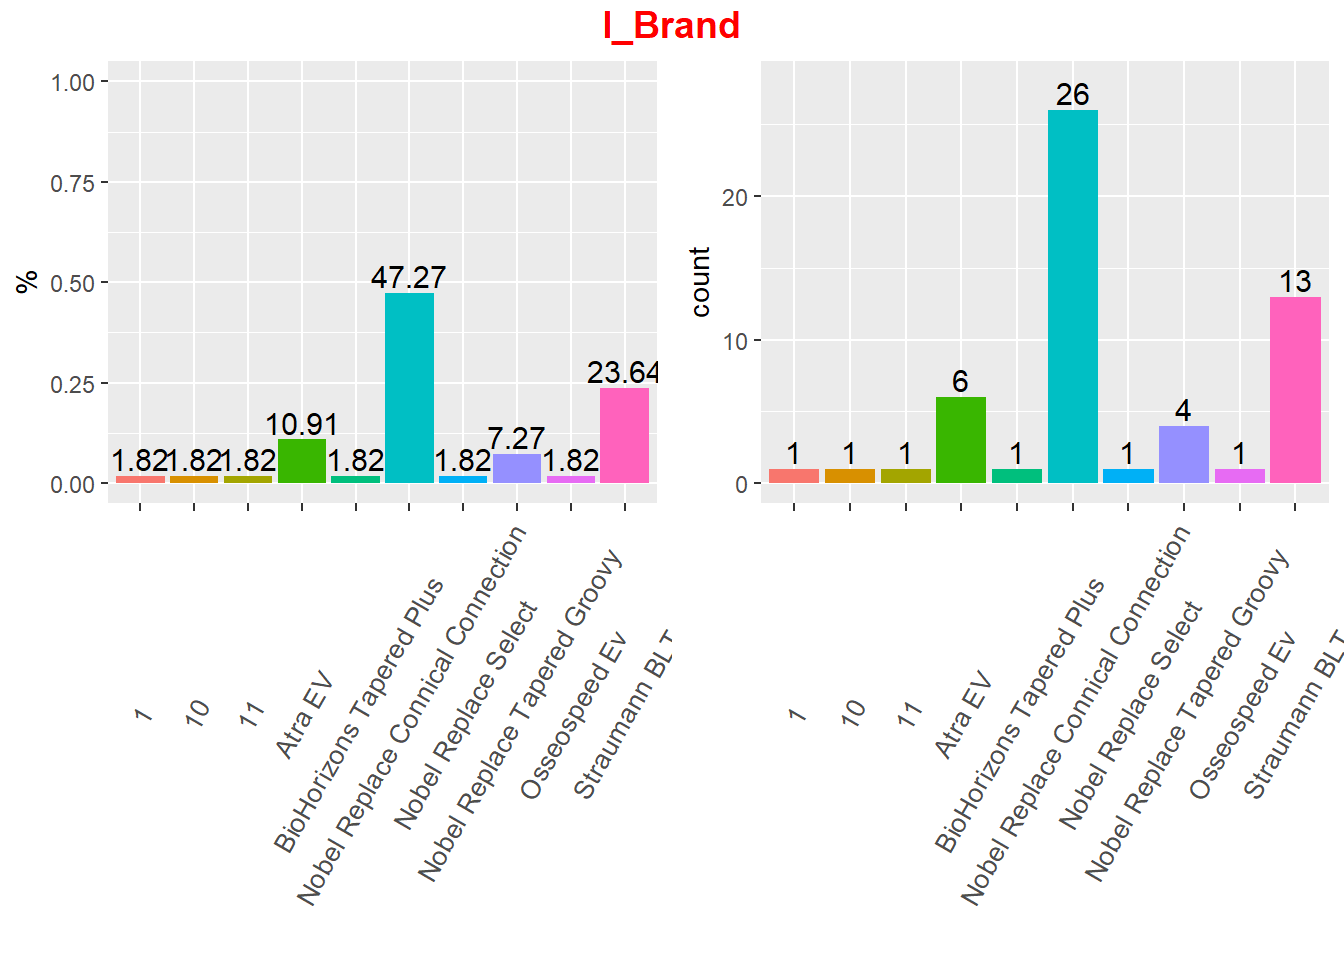 I_Brand
%
1.00
0.75
0.50
0.25
0.00
1.82
1.82
1.82
10.91
1.82
47.27
1.82
7.27
1.82
23.64
1
10
11
Atra EV
BioHorizons Tapered Plus
Nobel Replace Connical Connection
Nobel Replace Select
Nobel Replace Tapered Groovy
Osseospeed Ev
Straumann BLT
count
20
10
0
1
1
1
6
1
26
1
4
1
13
1
10
11
Atra EV
BioHorizons Tapered Plus
Nobel Replace Connical Connection
Nobel Replace Select
Nobel Replace Tapered Groovy
Osseospeed Ev
Straumann BLT